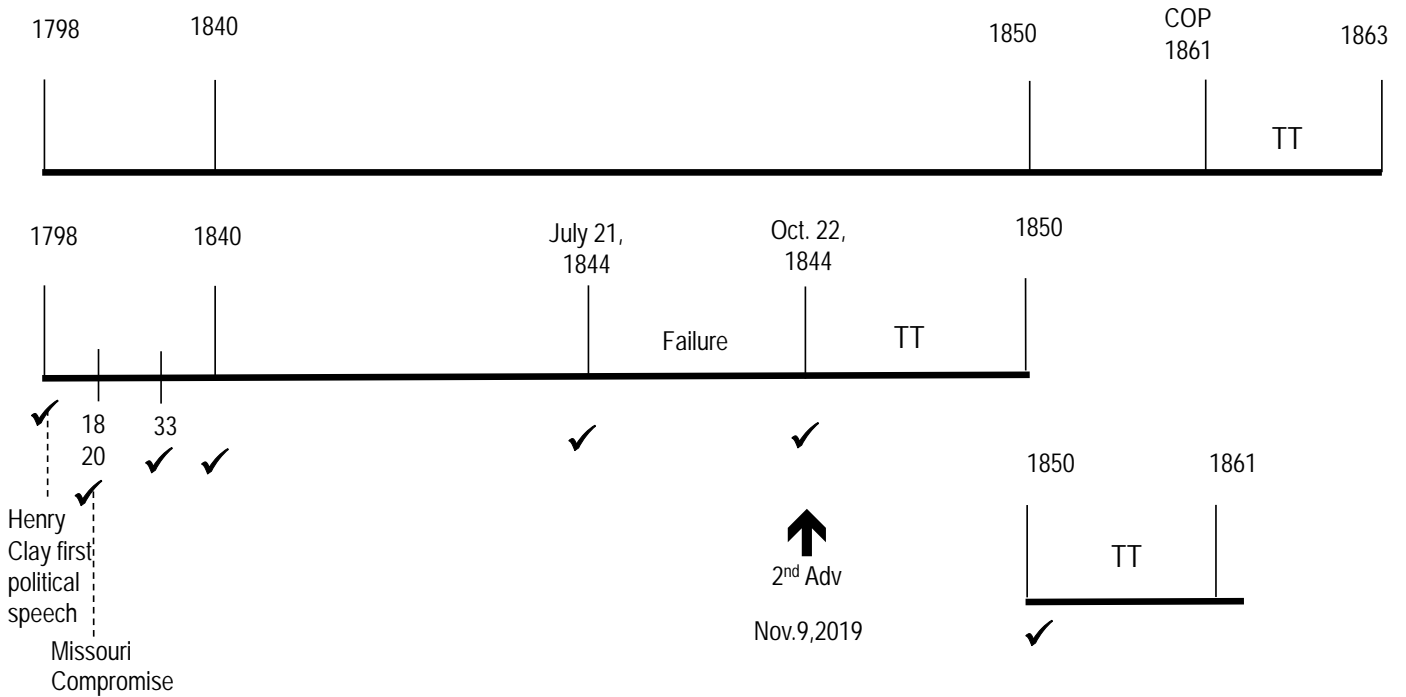 1798
1840
1850
COP
1861
1863
TT
1798
1840
July 21,
1844
Oct. 22,
1844
1850
Failure
TT
18
20
33
1850
1861
Henry
Clay first
political
speech
TT
2nd Adv
Nov.9,2019
Missouri
Compromise